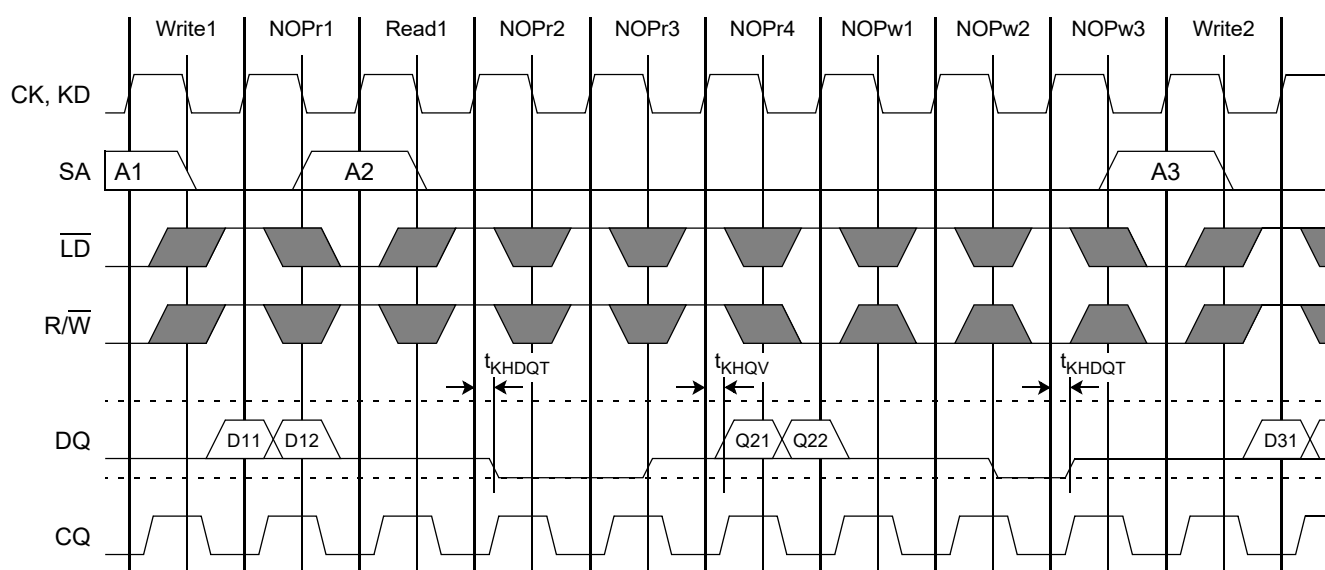 Write1 NOPr1 Read1 NOPr2 NOPr3 NOPr4 NOPw1 NOPw2 NOPw3 Write2
CK, KD
SA A1 A2 A3
L̅D̅
R/W̅
tKHDQT tKHQV tKHDQT
DQ D11 D12 Q21 Q22 D31
CQ